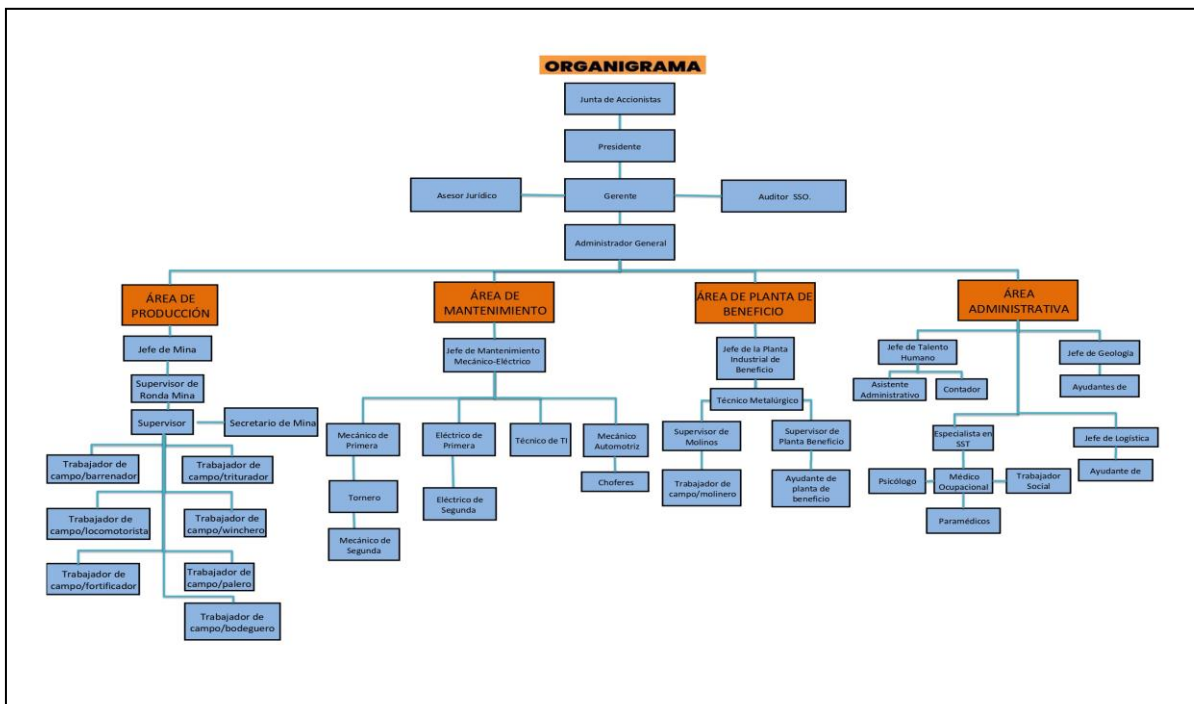 ORGANIGRAMA
Junta de Accionistas
Presidente
Asesor Jurídico
Gerente
Auditor SSO.
Administrador General
ÁREA DE
PRODUCCIÓN
Jefe de Mina
Supervisor de
Ronda Mina
Supervisor
Secretario de Mina
Trabajador de
campo/barrenador
Trabajador de
campo/triturador
Trabajador de
campo/locomotorista
Trabajador de
campo/winchero
Trabajador de
campo/fortificador
Trabajador de
campo/palero
Trabajador de
campo/bodeguero
ÁREA DE
MANTENIMIENTO
Jefe de Mantenimiento
Mecánico-Eléctrico
Mecánico de
Primera
Tornero
Mecánico de
Segunda
Eléctrico de
Primera
Eléctrico de
Segunda
Técnico de TI
Mecánico
Automotriz
Choferes
ÁREA DE PLANTA DE
BENEFICIO
Jefe de la Planta
Industrial de
Beneficio
Técnico Metalúrgico
Supervisor de
Molinos
Trabajador de
campo/molinero
Supervisor de
Planta Beneficio
Ayudante de
planta de
beneficio
ÁREA
ADMINISTRATIVA
Jefe de Talento
Humano
Asistente
Administrativo
Contador
Jefe de Geología
Ayudantes de
Especialista en
SST
Psicólogo
Médico
Ocupacional
Trabajador
Social
Paramédicos
Jefe de Logística
Ayudante de